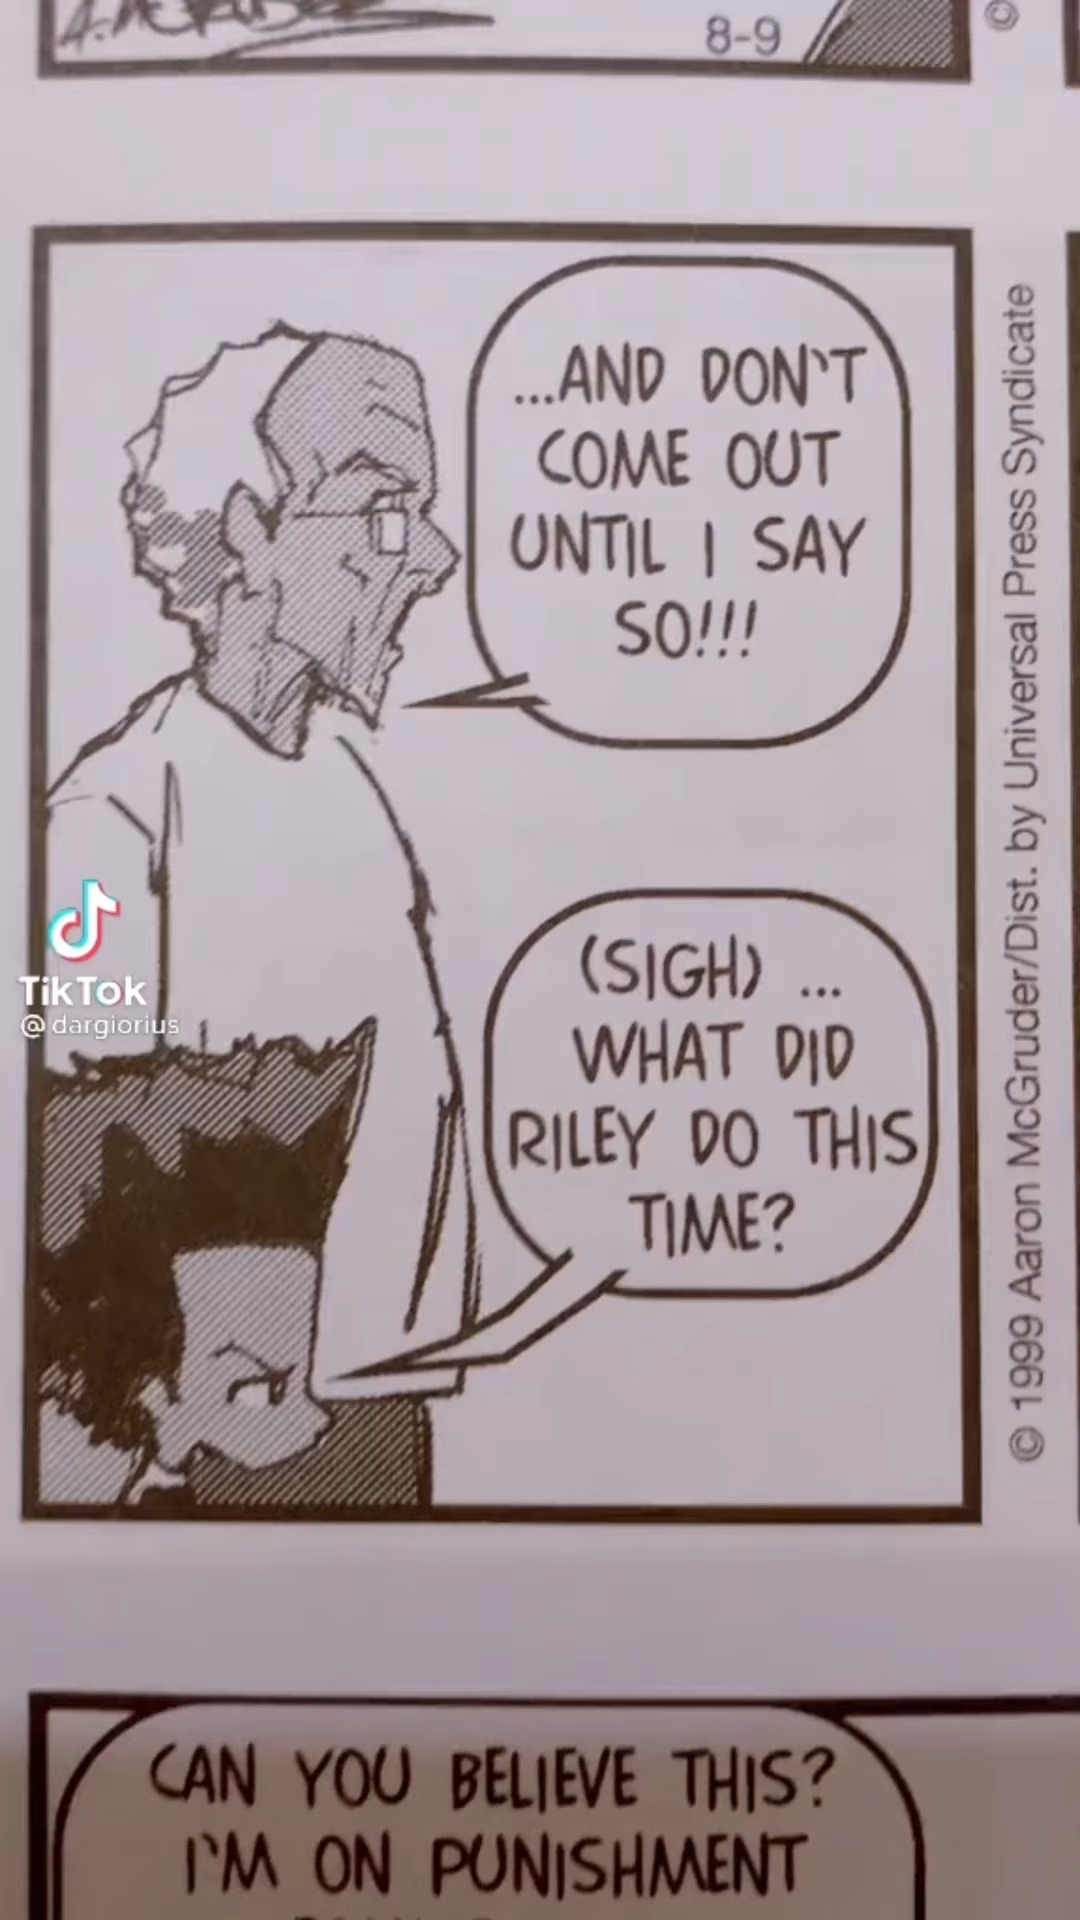 8-9
©
...AND DON'T
COME OUT
UNTIL I SAY
SO!!!
(SIGH) ...
WHAT DID
RILEY DO THIS
TIME?
© 1999 Aaron McGruder/Dist. by Universal Press Syndicate
TikTok
@dargiorius
CAN YOU BELIEVE THIS?
I'M ON PUNISHMENT